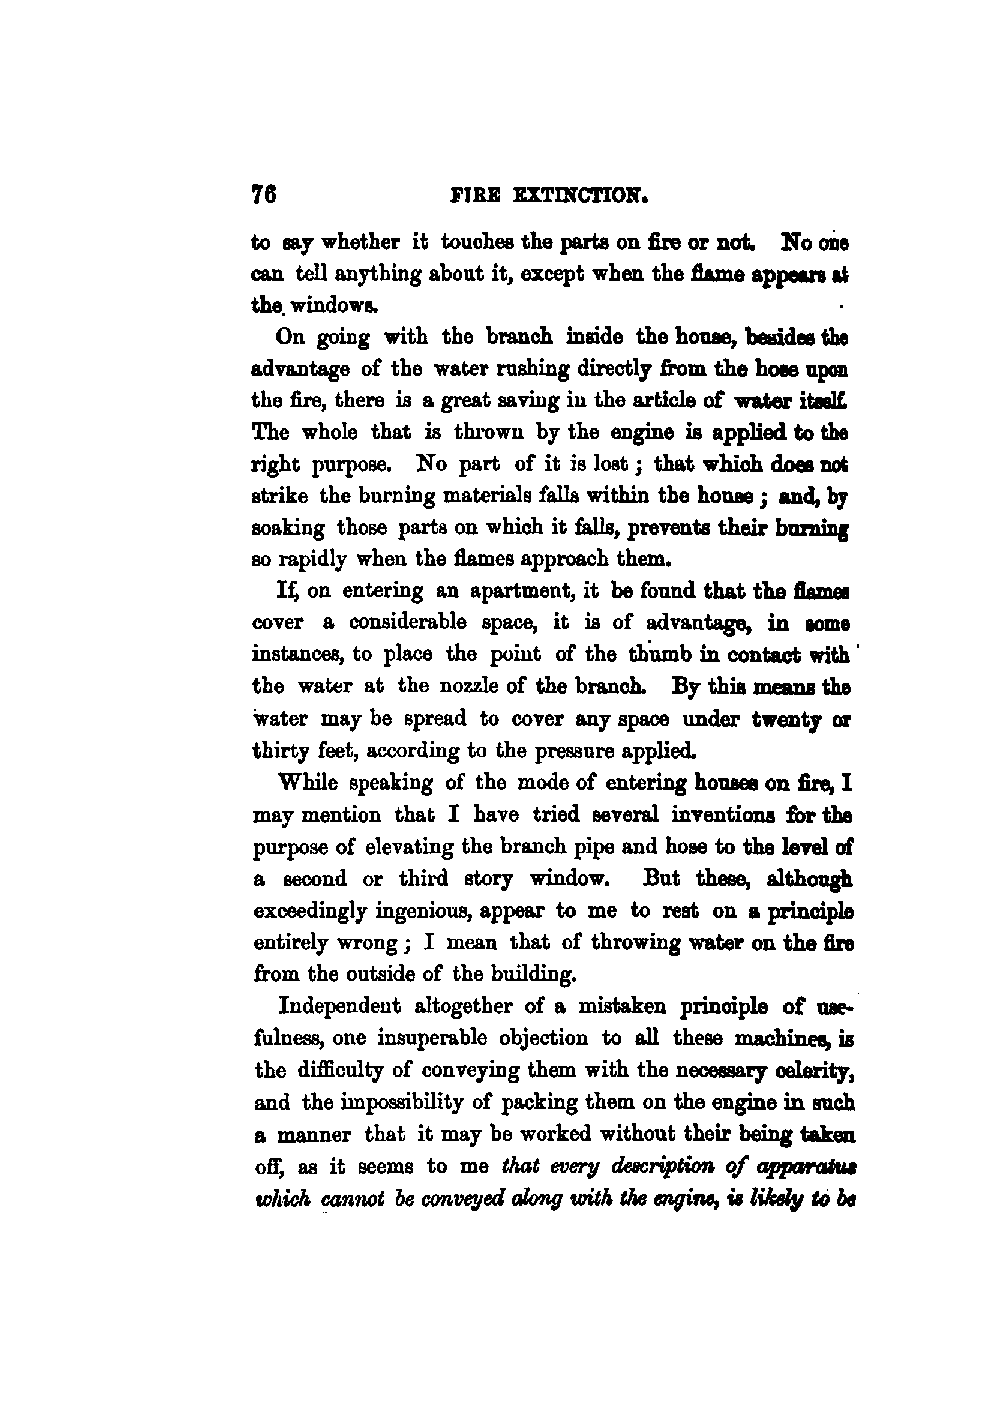 76 FIRE EXTINCTION.
to say whether it touches the parts on fire or not. No one
can tell anything about it, except when the flame appears at
the windows.
On going with the branch inside the house, besides the
advantage of the water rushing directly from the hose upon
the fire, there is a great saving in the article of water itself.
The whole that is thrown by the engine is applied to the
right purpose. No part of it is lost; that which does not
strike the burning materials falls within the house; and, by
soaking those parts on which it falls, prevents their burning
so rapidly when the flames approach them.
If, on entering an apartment, it be found that the flames
cover a considerable space, it is of advantage, in some
instances, to place the point of the thumb in contact with
the water at the nozzle of the branch. By this means the
water may be spread to cover any space under twenty or
thirty feet, according to the pressure applied.
While speaking of the mode of entering houses on fire, I
may mention that I have tried several inventions for the
purpose of elevating the branch pipe and hose to the level of
a second or third story window. But these, although
exceedingly ingenious, appear to me to rest on a principle
entirely wrong; I mean that of throwing water on the fire
from the outside of the building.
Independent altogether of a mistaken principle of use-
fulness, one insuperable objection to all these machines, is
the difficulty of conveying them with the necessary celerity,
and the impossibility of packing them on the engine in such
a manner that it may be worked without their being taken
off, as it seems to me that every description of apparatus
which cannot be conveyed along with the engine, is likely to be